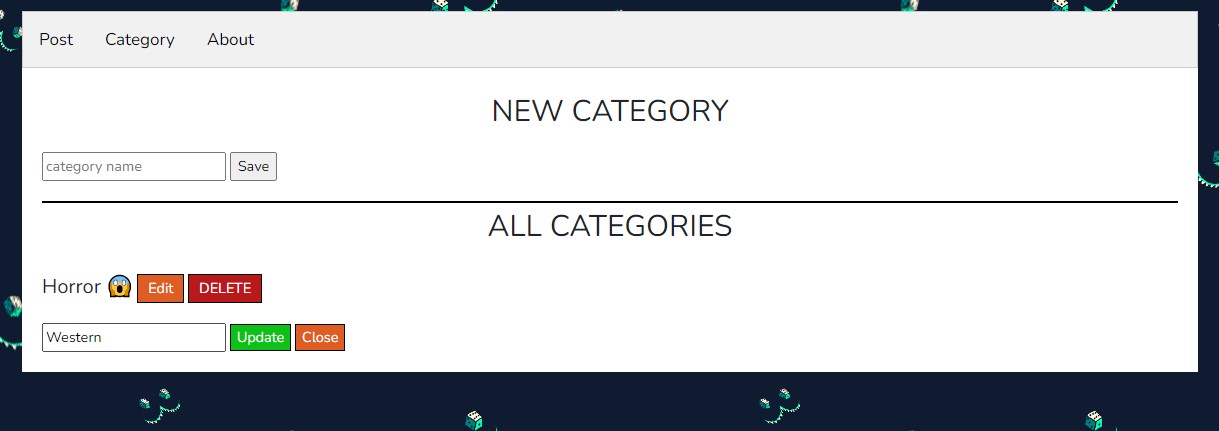 Post Category About
NEW CATEGORY
category name Save
ALL CATEGORIES
Horror 😱 Edit DELETE
Western Update Close